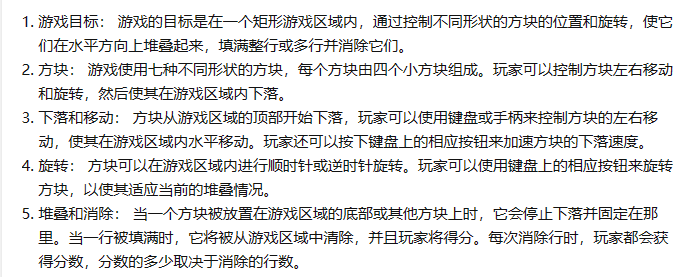 1. 游戏目标： 游戏的目标是在一个矩形游戏区域内，通过控制不同形状的方块的位置和旋转，使它
们在水平方向上堆叠起来，填满整行或多行并消除它们。
2. 方块： 游戏使用七种不同形状的方块，每个方块由四个小方块组成。玩家可以控制方块左右移动
和旋转，然后使其在游戏区域内下落。
3. 下落和移动： 方块从游戏区域的顶部开始下落，玩家可以使用键盘或手柄来控制方块的左右移
动，使其在游戏区域内水平移动。玩家还可以按下键盘上的相应按钮来加速方块的下落速度。
4. 旋转： 方块可以在游戏区域内进行顺时针或逆时针旋转。玩家可以使用键盘上的相应按钮来旋转
方块，以使其适应当前的堆叠情况。
5. 堆叠和消除： 当一个方块被放置在游戏区域的底部或其他方块上时，它会停止下落并固定在那
里。当一行被填满时，它将被从游戏区域中清除，并且玩家将得分。每次消除行时，玩家都会获
得分数，分数的多少取决于消除的行数。